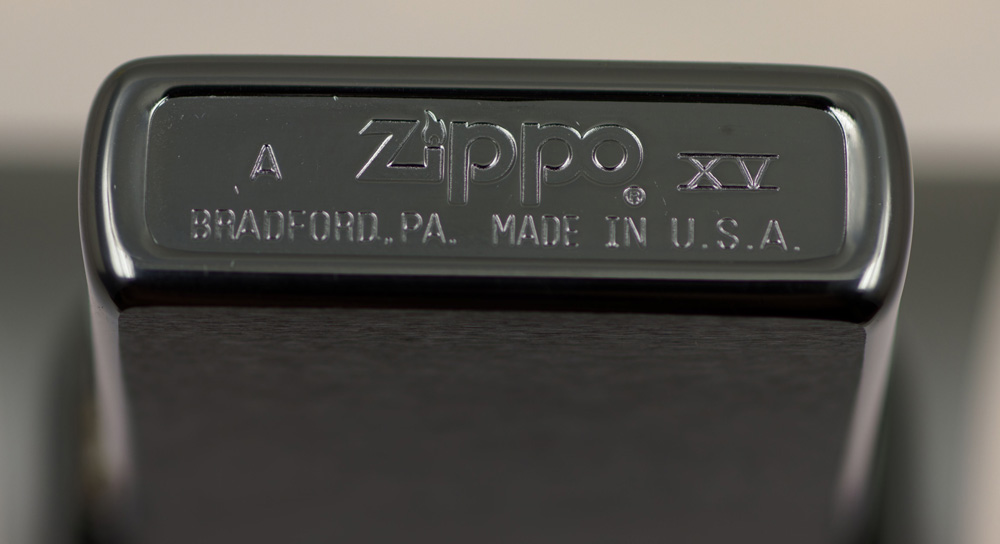 A Zippo ® XV
BRADFORD, PA. MADE IN U.S.A.